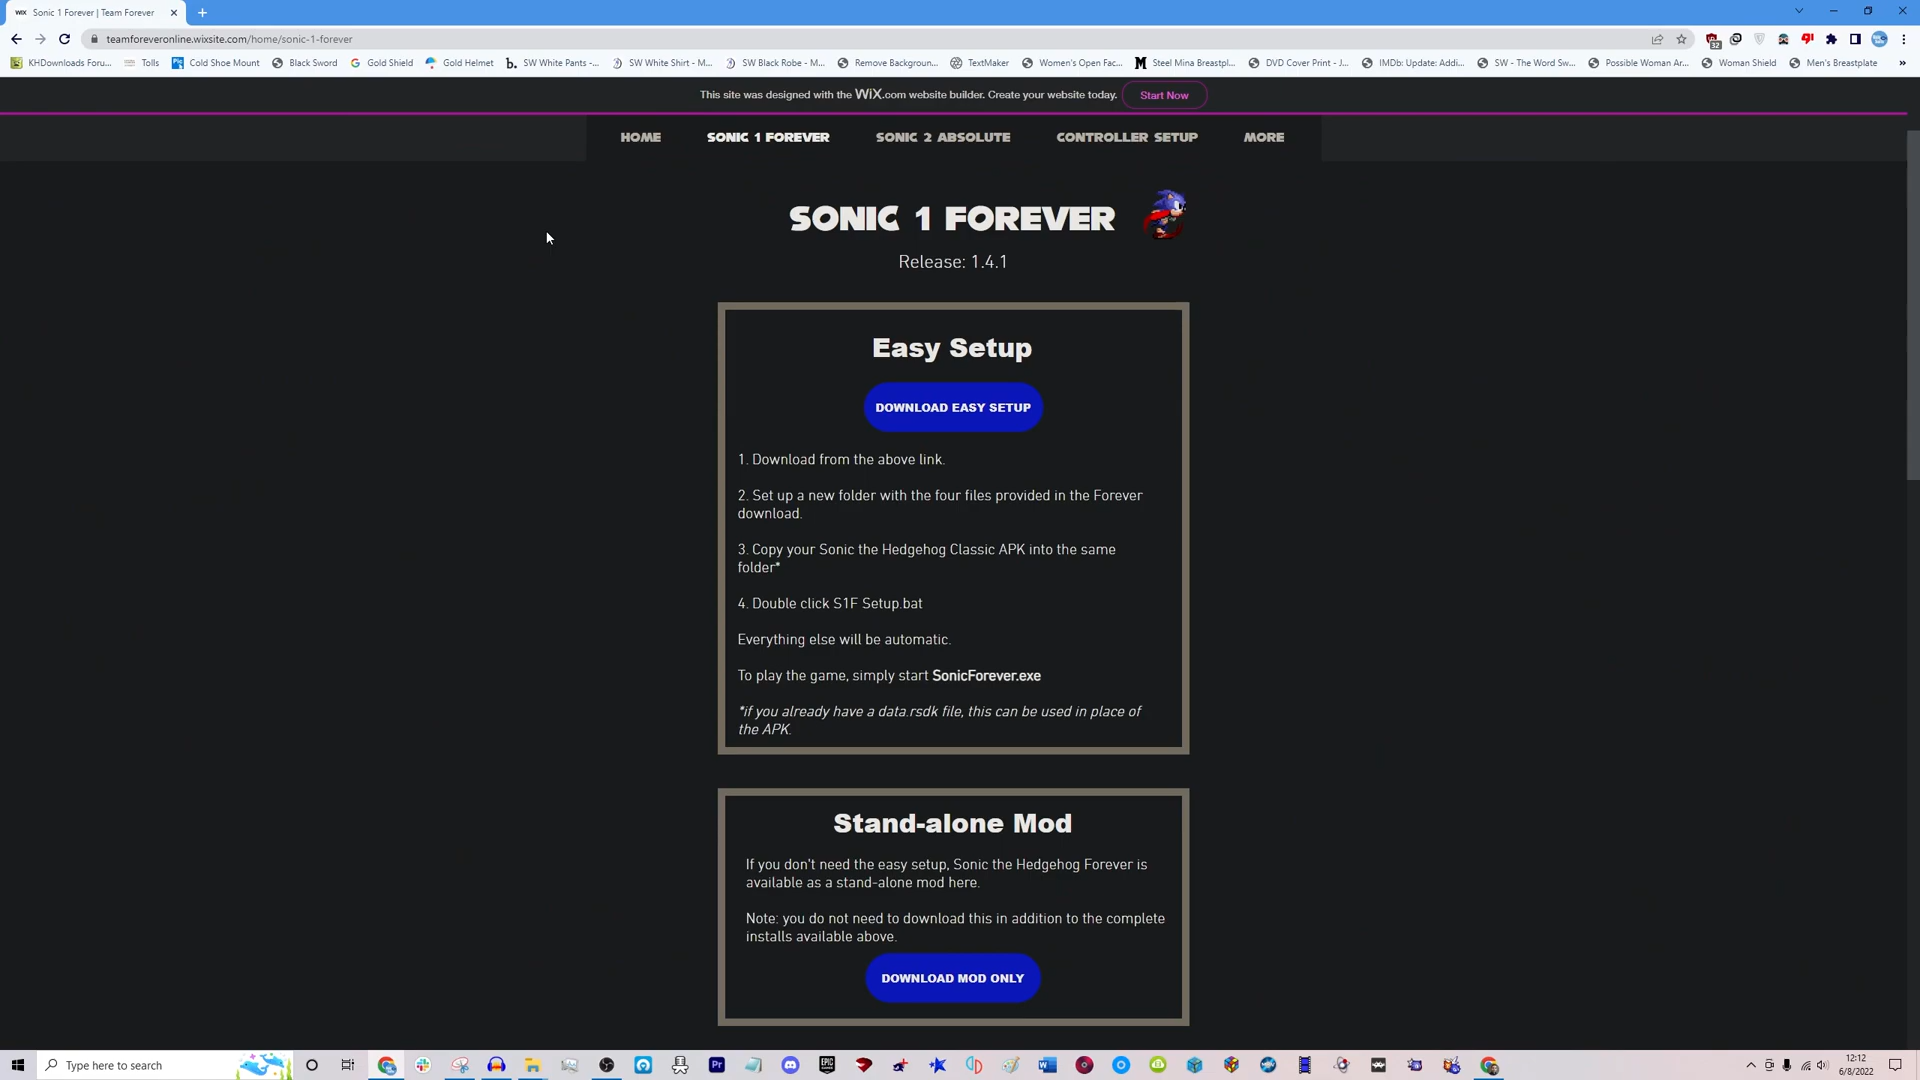 WiX Sonic 1 Forever | Team Forever
teamforeveronline.wixsite.com/home/sonic-1-forever
32
KHDownloads Foru... Tolls Cold Shoe Mount Black Sword Gold Shield Gold Helmet SW White Pants -... SW White Shirt - M... SW Black Robe - M... Remove Backgroun... TextMaker Women's Open Fac... Steel Mina Breastpl... DVD Cover Print - J... IMDb: Update: Addi... SW - The Word Sw... Possible Woman Ar... Woman Shield Men's Breastplate »
This site was designed with the WiX.com website builder. Create your website today. Start Now
HOME SONIC 1 FOREVER SONIC 2 ABSOLUTE CONTROLLER SETUP MORE
SONIC 1 FOREVER
Release: 1.4.1
Easy Setup
DOWNLOAD EASY SETUP
1. Download from the above link.
2. Set up a new folder with the four files provided in the Forever
download.
3. Copy your Sonic the Hedgehog Classic APK into the same
folder*
4. Double click S1F Setup.bat
Everything else will be automatic.
To play the game, simply start SonicForever.exe
*if you already have a data.rsdk file, this can be used in place of
the APK.
Stand-alone Mod
If you don't need the easy setup, Sonic the Hedgehog Forever is
available as a stand-alone mod here.
Note: you do not need to download this in addition to the complete
installs available above.
DOWNLOAD MOD ONLY
Type here to search
12:12
6/8/2022